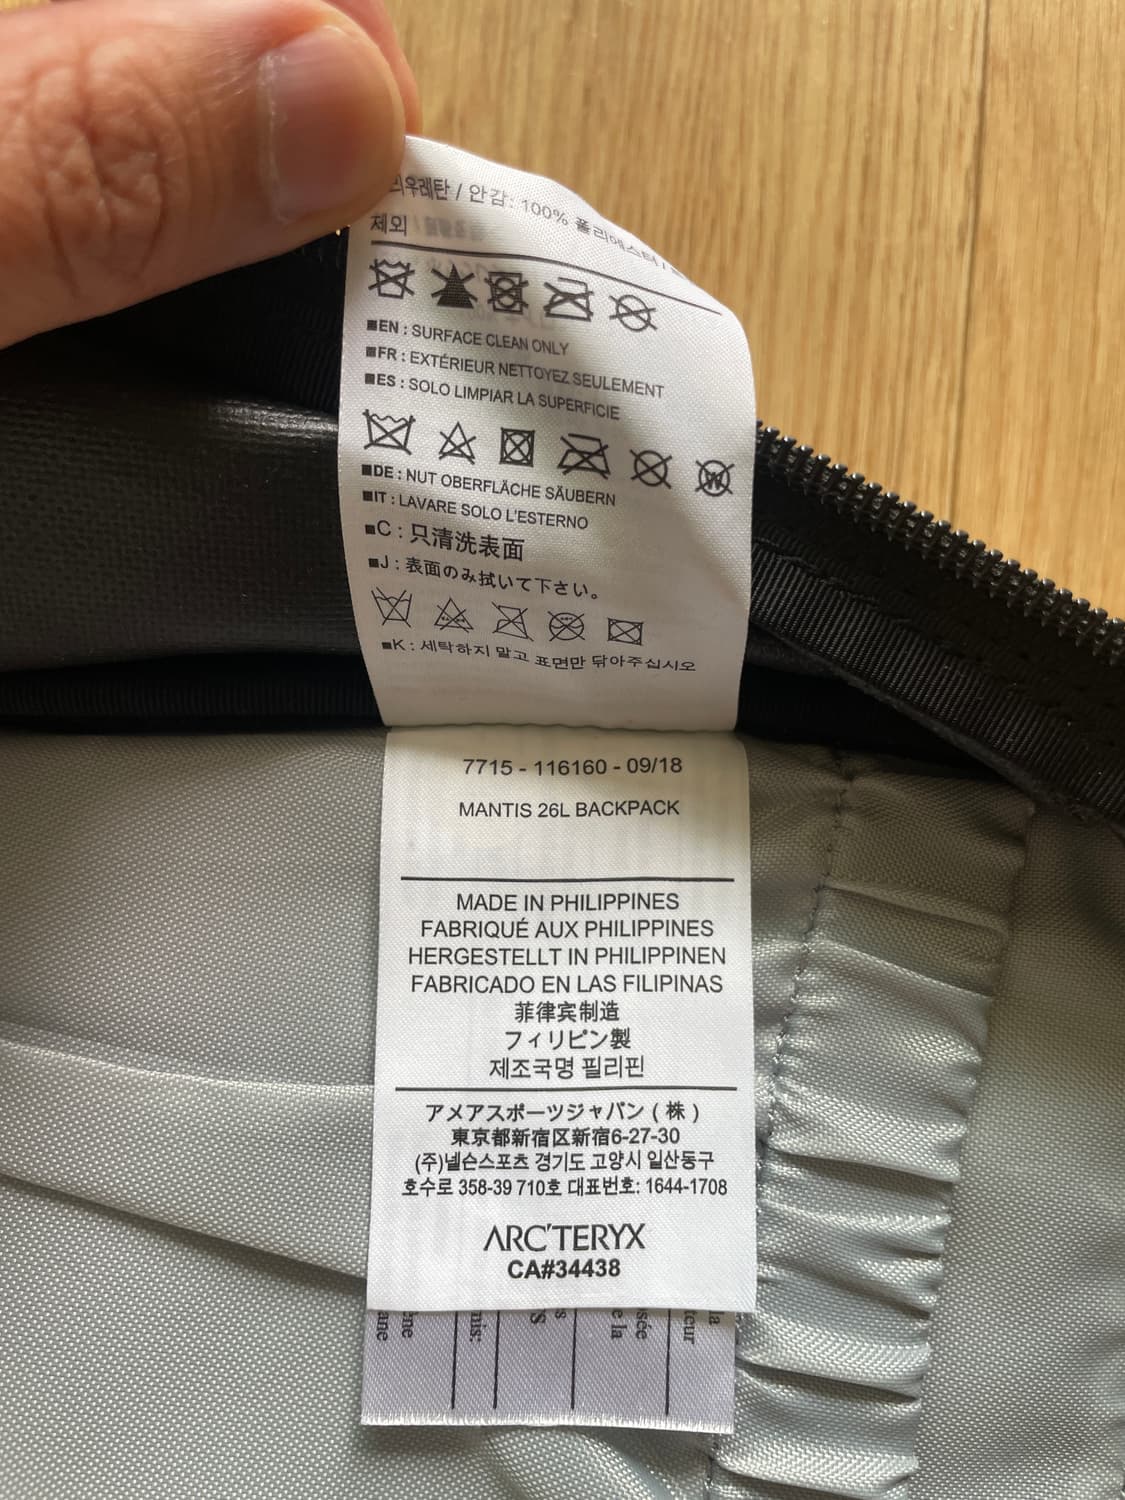 / 안감: 100% 폴리에스터 /
제외
■EN : SURFACE CLEAN ONLY
■FR : EXTÉRIEUR NETTOYEZ SEULEMENT
■ES : SOLO LIMPIAR LA SUPERFICIE
W
■DE : NUT OBERFLÄCHE SÄUBERN
■IT : LAVARE SOLO L'ESTERNO
■C : 只清洗表面
■J : 表面のみ拭いて下さい。
■K : 세탁하지 말고 표면만 닦아주십시오
7715 - 116160 - 09/18
MANTIS 26L BACKPACK
MADE IN PHILIPPINES
FABRIQUÉ AUX PHILIPPINES
HERGESTELLT IN PHILIPPINEN
FABRICADO EN LAS FILIPINAS
菲律宾制造
フィリピン製
제조국명 필리핀
アメアスポーツジャパン ( 株 )
東京都新宿区新宿6-27-30
(주)넬슨스포츠 경기도 고양시 일산동구
호수로 358-39 710호 대표번호: 1644-1708
ARC'TERYX
CA#34438